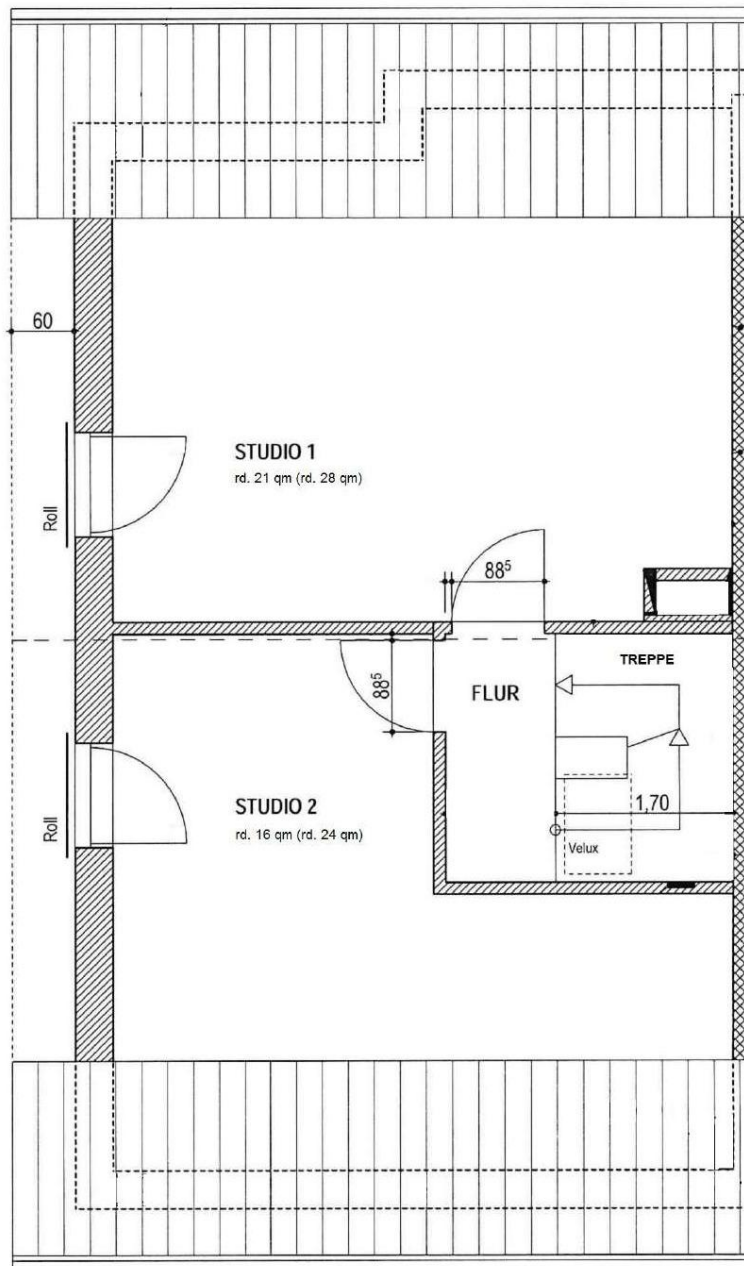 60
STUDIO 1
rd. 21 qm (rd. 28 qm)
Roll
88⁵
TREPPE
88⁵
FLUR
STUDIO 2
rd. 16 qm (rd. 24 qm)
1,70
Roll
Velux